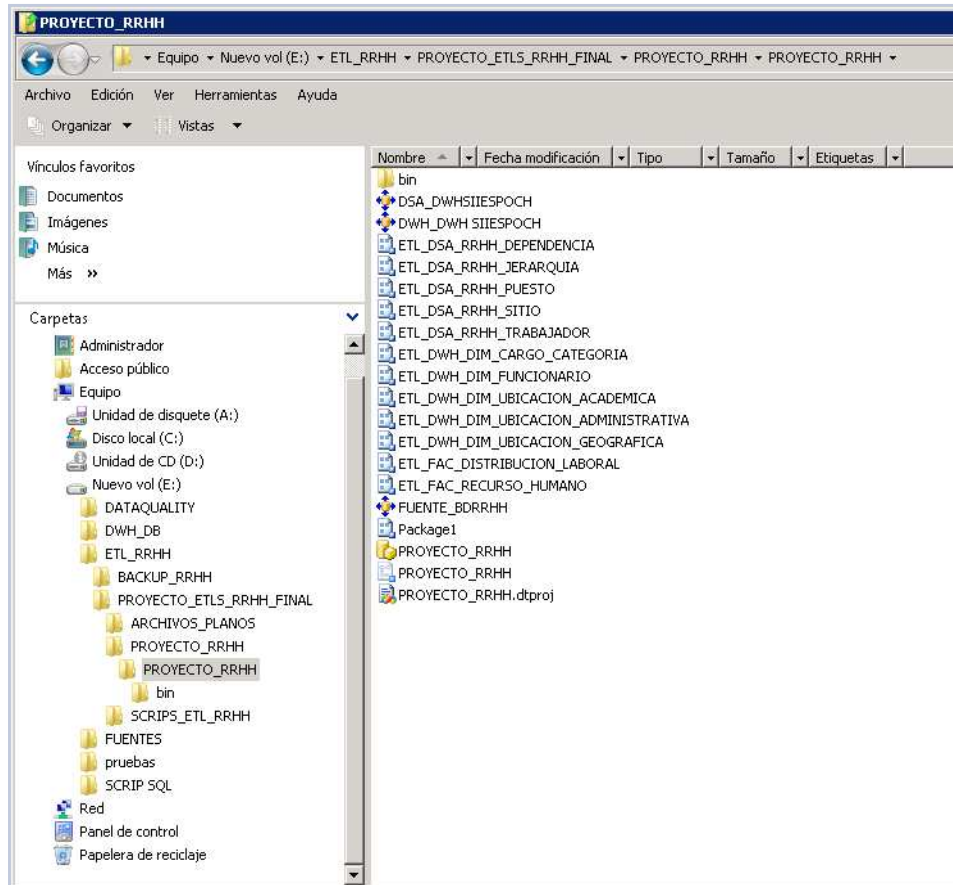 PROYECTO_RRHH
Equipo Nuevo vol (E:) ETL_RRHH PROYECTO_ETLS_RRHH_FINAL PROYECTO_RRHH PROYECTO_RRHH
Archivo Edición Ver Herramientas Ayuda
Organizar Vistas
Vínculos favoritos
Documentos
Imágenes
Música
Más »
Carpetas
Administrador
Acceso público
Equipo
Unidad de disquete (A:)
Disco local (C:)
Unidad de CD (D:)
Nuevo vol (E:)
DATAQUALITY
DWH_DB
ETL_RRHH
BACKUP_RRHH
PROYECTO_ETLS_RRHH_FINAL
ARCHIVOS_PLANOS
PROYECTO_RRHH
PROYECTO_RRHH
bin
SCRIPS_ETL_RRHH
FUENTES
pruebas
SCRIP SQL
Red
Panel de control
Papelera de reciclaje
Nombre Fecha modificación Tipo Tamaño Etiquetas
bin
DSA_DWHSIIESPOCH
DWH_DWH SIIESPOCH
ETL_DSA_RRHH_DEPENDENCIA
ETL_DSA_RRHH_JERARQUIA
ETL_DSA_RRHH_PUESTO
ETL_DSA_RRHH_SITIO
ETL_DSA_RRHH_TRABAJADOR
ETL_DWH_DIM_CARGO_CATEGORIA
ETL_DWH_DIM_FUNCIONARIO
ETL_DWH_DIM_UBICACION_ACADEMICA
ETL_DWH_DIM_UBICACION_ADMINISTRATIVA
ETL_DWH_DIM_UBICACION_GEOGRAFICA
ETL_FAC_DISTRIBUCION_LABORAL
ETL_FAC_RECURSO_HUMANO
FUENTE_BDRRHH
Package1
PROYECTO_RRHH
PROYECTO_RRHH
PROYECTO_RRHH.dtproj